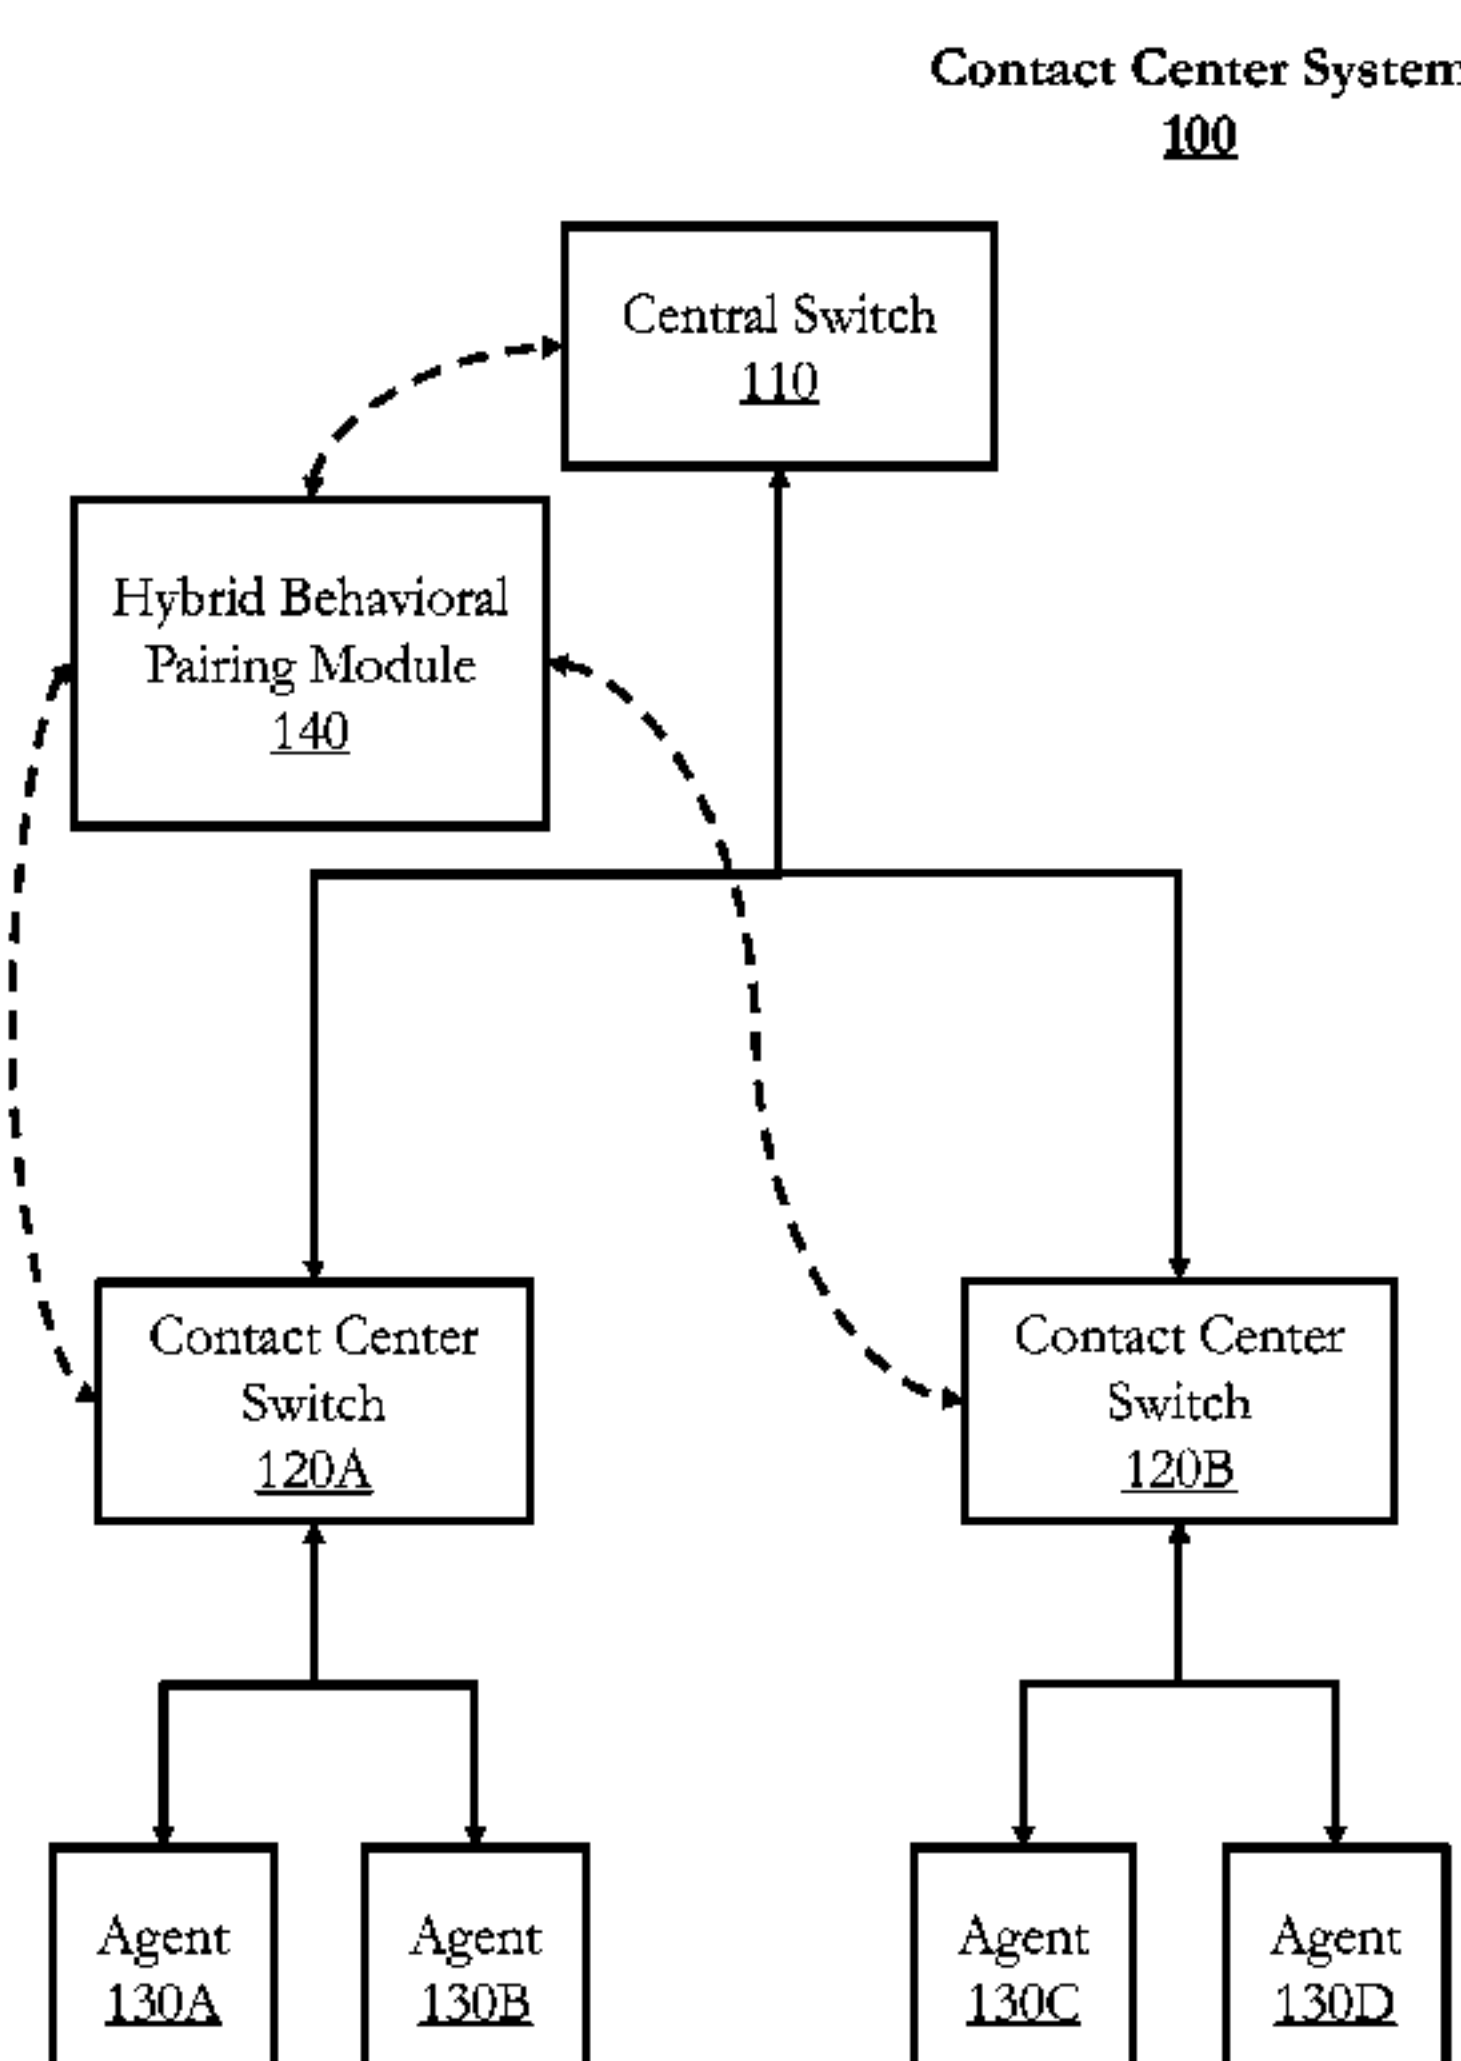 Contact Center System
100
Central Switch
110
Hybrid Behavioral
Pairing Module
140
Contact Center
Switch
120A
Contact Center
Switch
120B
Agent
130A
Agent
130B
Agent
130C
Agent
130D